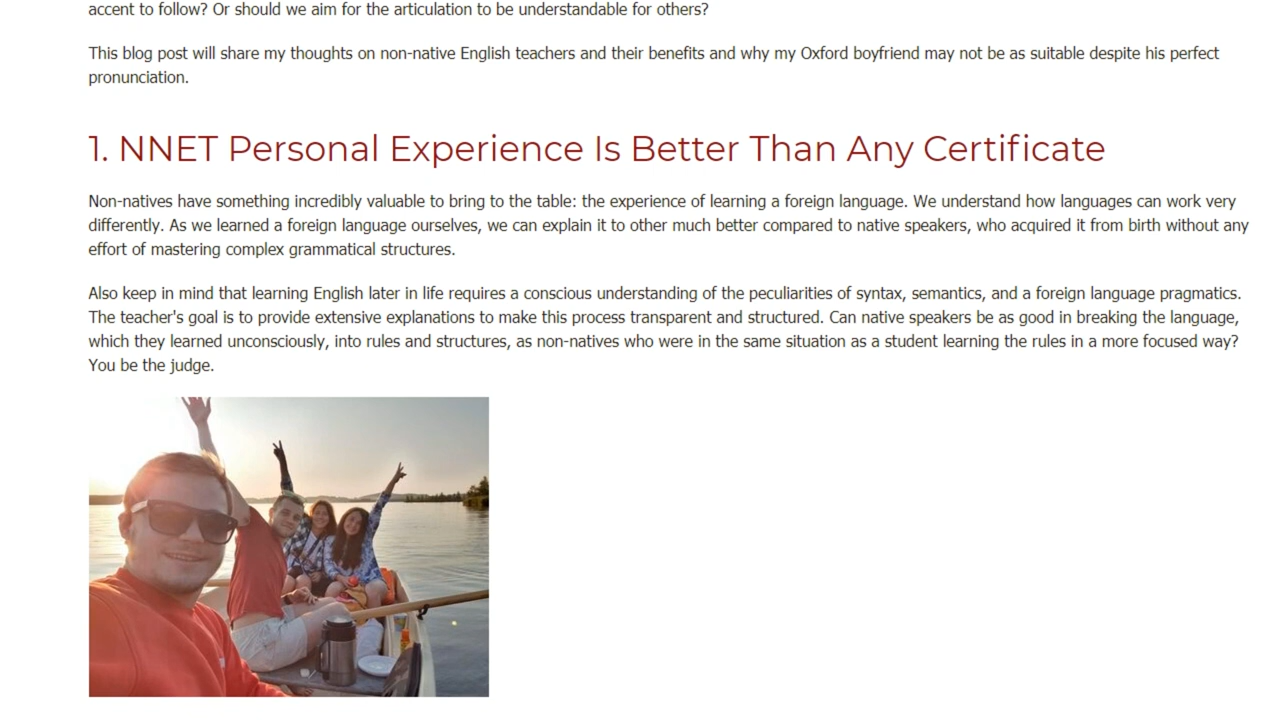 accent to follow? Or should we aim for the articulation to be understandable for others?
This blog post will share my thoughts on non-native English teachers and their benefits and why my Oxford boyfriend may not be as suitable despite his perfect
pronunciation.
1. NNET Personal Experience Is Better Than Any Certificate
Non-natives have something incredibly valuable to bring to the table: the experience of learning a foreign language. We understand how languages can work very
differently. As we learned a foreign language ourselves, we can explain it to other much better compared to native speakers, who acquired it from birth without any
effort of mastering complex grammatical structures.
Also keep in mind that learning English later in life requires a conscious understanding of the peculiarities of syntax, semantics, and a foreign language pragmatics.
The teacher's goal is to provide extensive explanations to make this process transparent and structured. Can native speakers be as good in breaking the language,
which they learned unconsciously, into rules and structures, as non-natives who were in the same situation as a student learning the rules in a more focused way?
You be the judge.